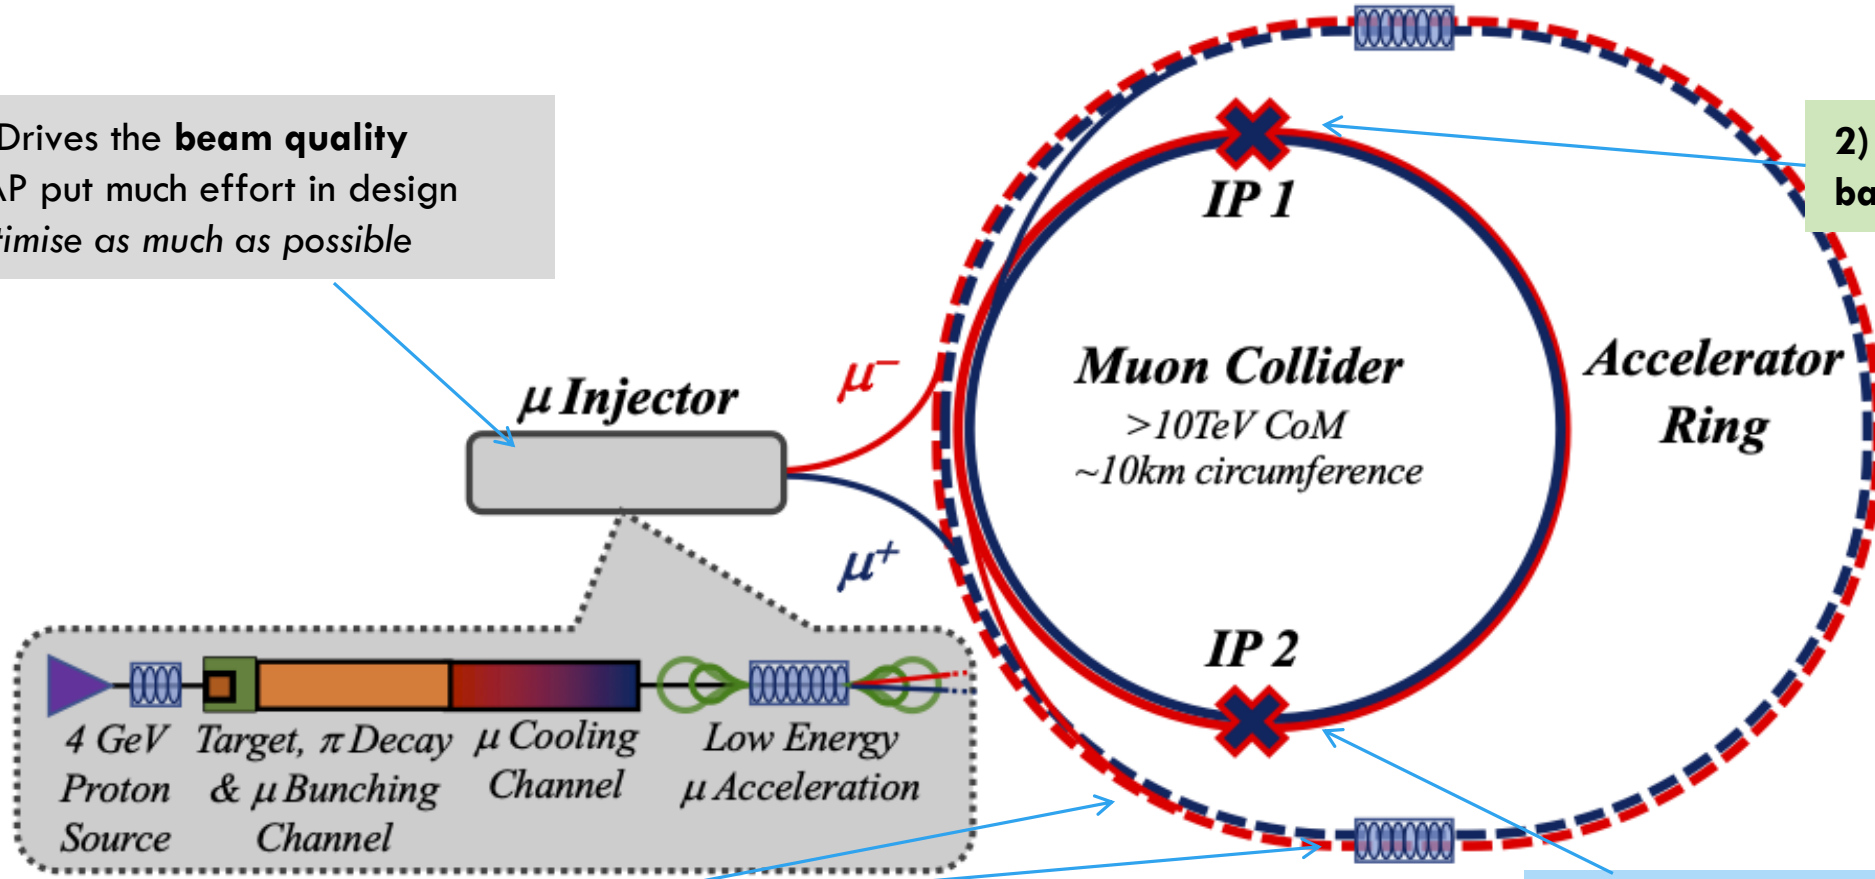 Drives the beam quality
AP put much effort in design
timise as much as possible
2)
ba
IP 1
μ⁻
μ Injector
Muon Collider
>10TeV CoM
~10km circumference
Accelerator
Ring
μ⁺
IP 2
4 GeV
Proton
Source
Target, π Decay
& μ Bunching
Channel
μ Cooling
Channel
Low Energy
μ Acceleration